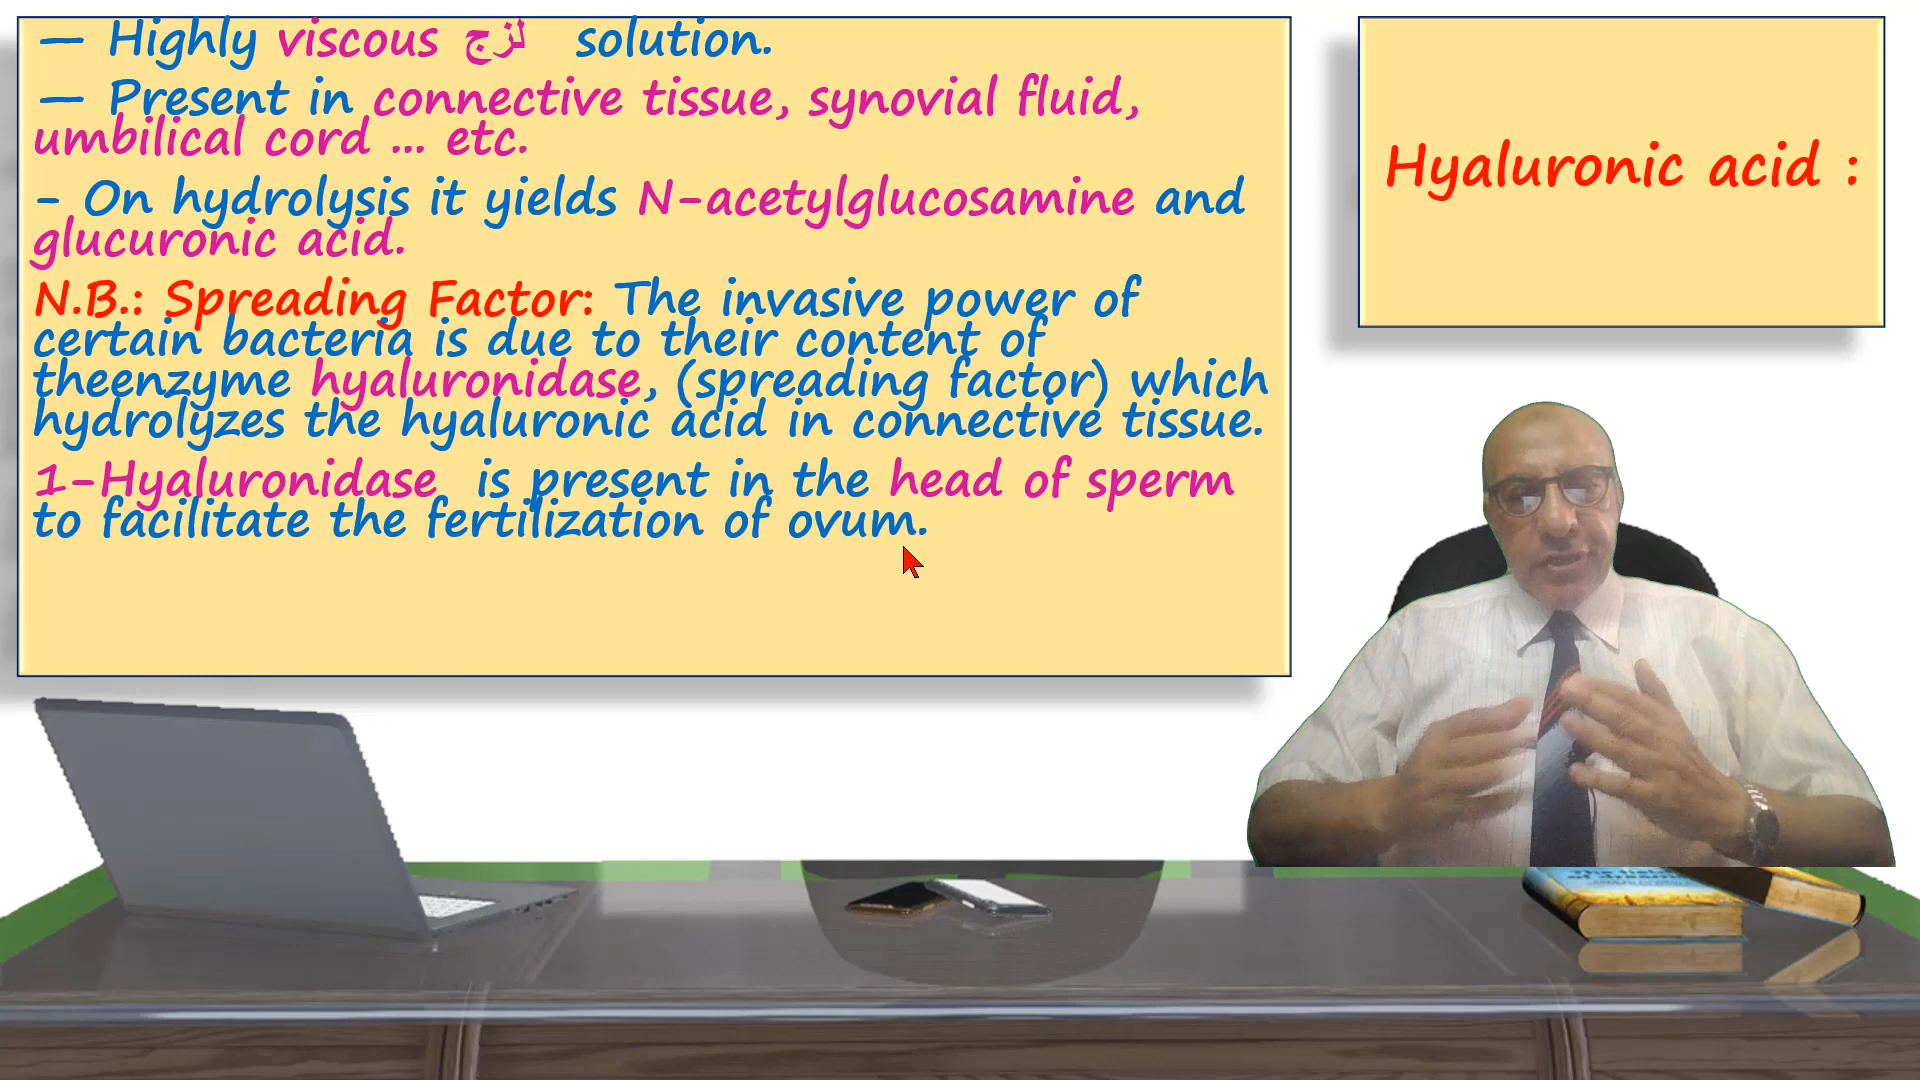 — Highly viscous لزج solution.
— Present in connective tissue, synovial fluid,
umbilical cord ... etc.
- On hydrolysis it yields N-acetylglucosamine and
glucuronic acid.
N.B.: Spreading Factor: The invasive power of
certain bacteria is due to their content of
theenzyme hyaluronidase, (spreading factor) which
hydrolyzes the hyaluronic acid in connective tissue.
1-Hyaluronidase is present in the head of sperm
to facilitate the fertilization of ovum.
Hyaluronic acid :